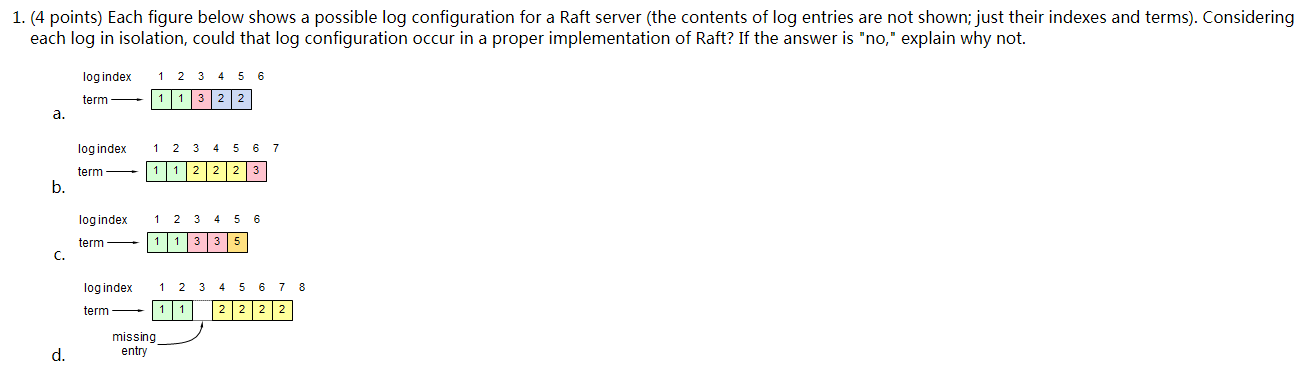 1. (4 points) Each figure below shows a possible log configuration for a Raft server (the contents of log entries are not shown; just their indexes and terms). Considering
each log in isolation, could that log configuration occur in a proper implementation of Raft? If the answer is "no," explain why not.
log index 1 2 3 4 5 6
term 1 1 3 2 2
a.
log index 1 2 3 4 5 6 7
term 1 1 2 2 2 3
b.
log index 1 2 3 4 5 6
term 1 1 3 3 5
c.
log index 1 2 3 4 5 6 7 8
term 1 1 2 2 2 2
missing
entry
d.